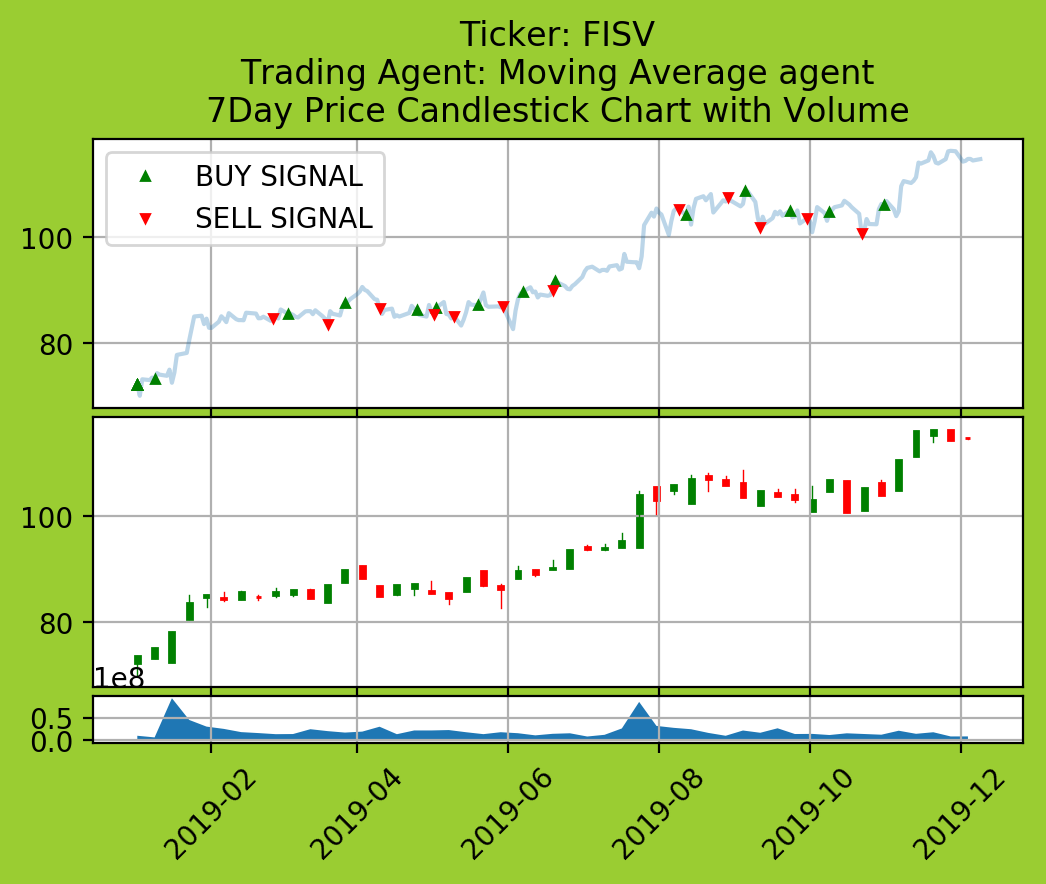 Ticker: FISV
Trading Agent: Moving Average agent
7Day Price Candlestick Chart with Volume
BUY SIGNAL
SELL SIGNAL
100
80
100
80
1e8
0.5
0.0
2019-02
2019-04
2019-06
2019-08
2019-10
2019-12